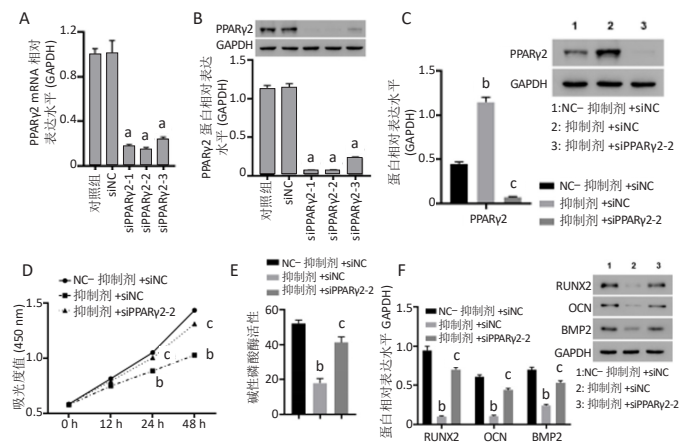 A
PPARγ2 mRNA 相对
表达水平 (GAPDH)
1.2
0.8
0.4
0
a
a
a
对照组
siNC
siPPARγ2-1
siPPARγ2-2
siPPARγ2-3
B
PPARγ2
GAPDH
PPARγ2 蛋白相对表达
水平 (GAPDH)
1.5
1.0
0.5
0
a
a
a
对照组
siNC
siPPARγ2-1
siPPARγ2-2
siPPARγ2-3
C
1 2 3
PPARγ2
GAPDH
1:NC− 抑制剂 +siNC
2: 抑制剂 +siNC
3: 抑制剂 +siPPARγ2-2
蛋白相对表达水平
(GAPDH)
1.5
1.0
0.5
0
b
c
PPARγ2
NC− 抑制剂 +siNC
抑制剂 +siNC
抑制剂 +siPPARγ2-2
D
NC− 抑制剂 +siNC
抑制剂 +siNC
抑制剂 +siPPARγ2-2
吸光度值 (450 nm)
1.5
1.0
0.5
c
c
b
b
0 h
12 h
24 h
48 h
E
NC− 抑制剂 +siNC
抑制剂 +siNC
抑制剂 +siPPARγ2-2
碱性磷酸酶活性
60
40
20
0
b
c
F
NC− 抑制剂 +siNC
抑制剂 +siNC
抑制剂 +siPPARγ2-2
蛋白相对表达水平 GAPDH)
1.5
1.0
0.5
0
b
c
b
c
b
c
RUNX2
OCN
BMP2
1 2 3
RUNX2
OCN
BMP2
GAPDH
1:NC− 抑制剂 +siNC
2: 抑制剂 +siNC
3: 抑制剂 +siPPARγ2-2